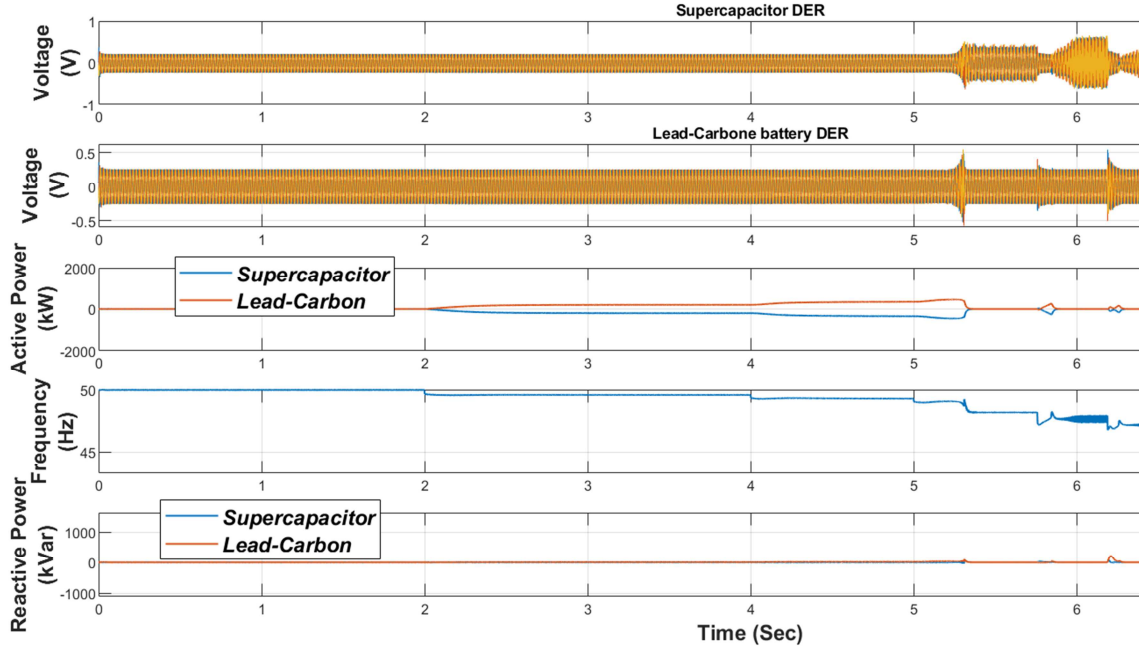 Supercapacitor DER
Voltage
(V)
1
0
-1
0 1 2 3 4 5 6
Lead-Carbone battery DER
Voltage
(V)
0.5
0
-0.5
0 1 2 3 4 5 6
Active Power
(kW)
2000
0
-2000
Supercapacitor
Lead-Carbon
0 1 2 3 4 5 6
Frequency
(Hz)
50
45
0 1 2 3 4 5 6
Reactive Power
(kVar)
1000
0
-1000
Supercapacitor
Lead-Carbon
0 1 2 3 4 5 6
Time (Sec)